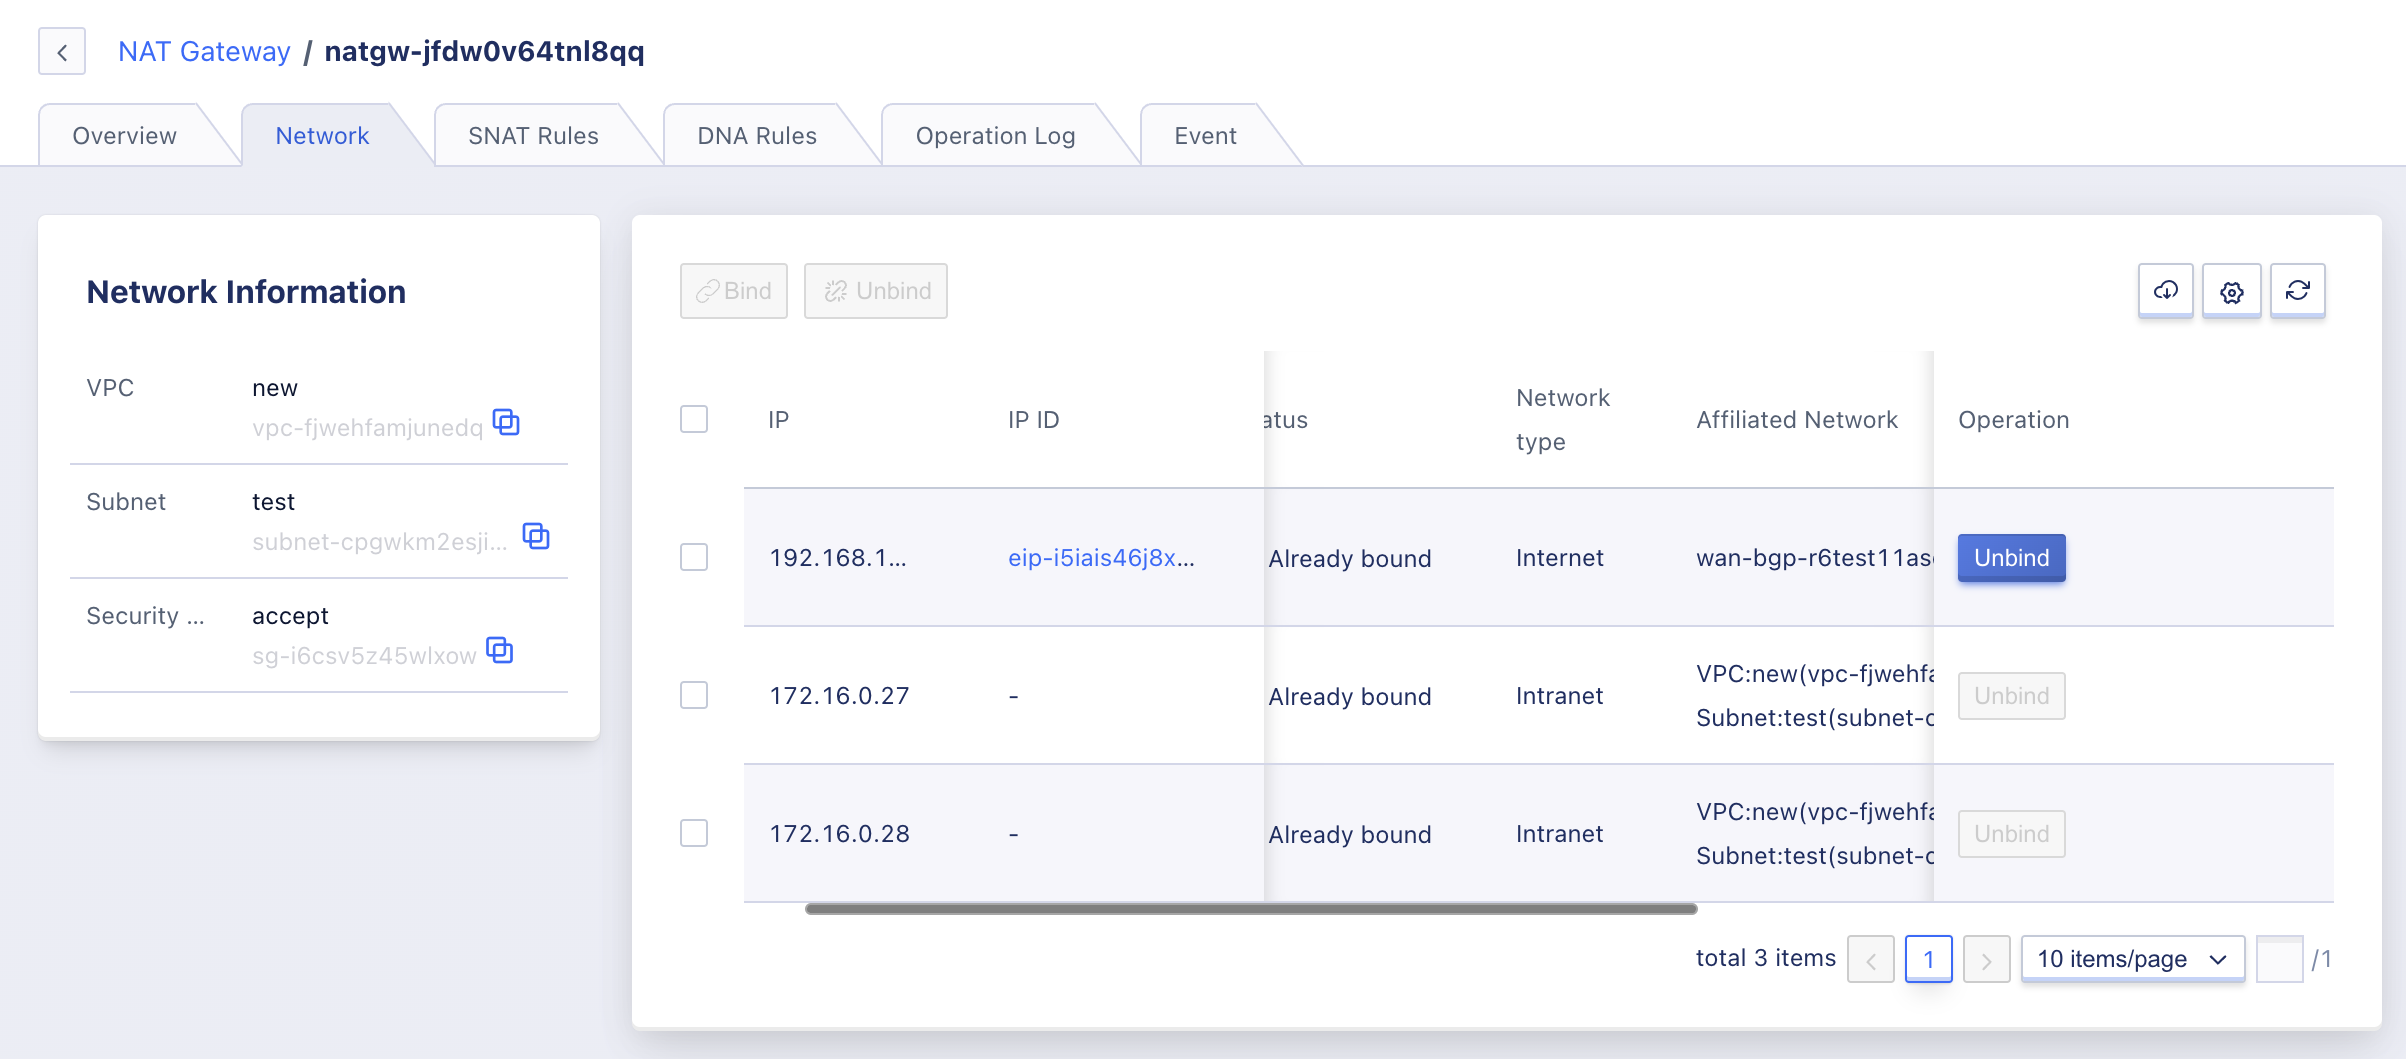 NAT Gateway / natgw-jfdw0v64tnl8qq
Overview
Network
SNAT Rules
DNA Rules
Operation Log
Event
Network Information
VPC
new
vpc-fjwehfamjunedq
Subnet
test
subnet-cpgwkm2esji...
Security ...
accept
sg-i6csv5z45wlxow
Bind
Unbind
IP
IP ID
atus
Network
type
Affiliated Network
Operation
192.168.1...
eip-i5iais46j8x...
Already bound
Internet
wan-bgp-r6test11as
Unbind
172.16.0.27
-
Already bound
Intranet
VPC:new(vpc-fjwehfa
Subnet:test(subnet-c
Unbind
172.16.0.28
-
Already bound
Intranet
VPC:new(vpc-fjwehfa
Subnet:test(subnet-c
Unbind
total 3 items
1
10 items/page
/1